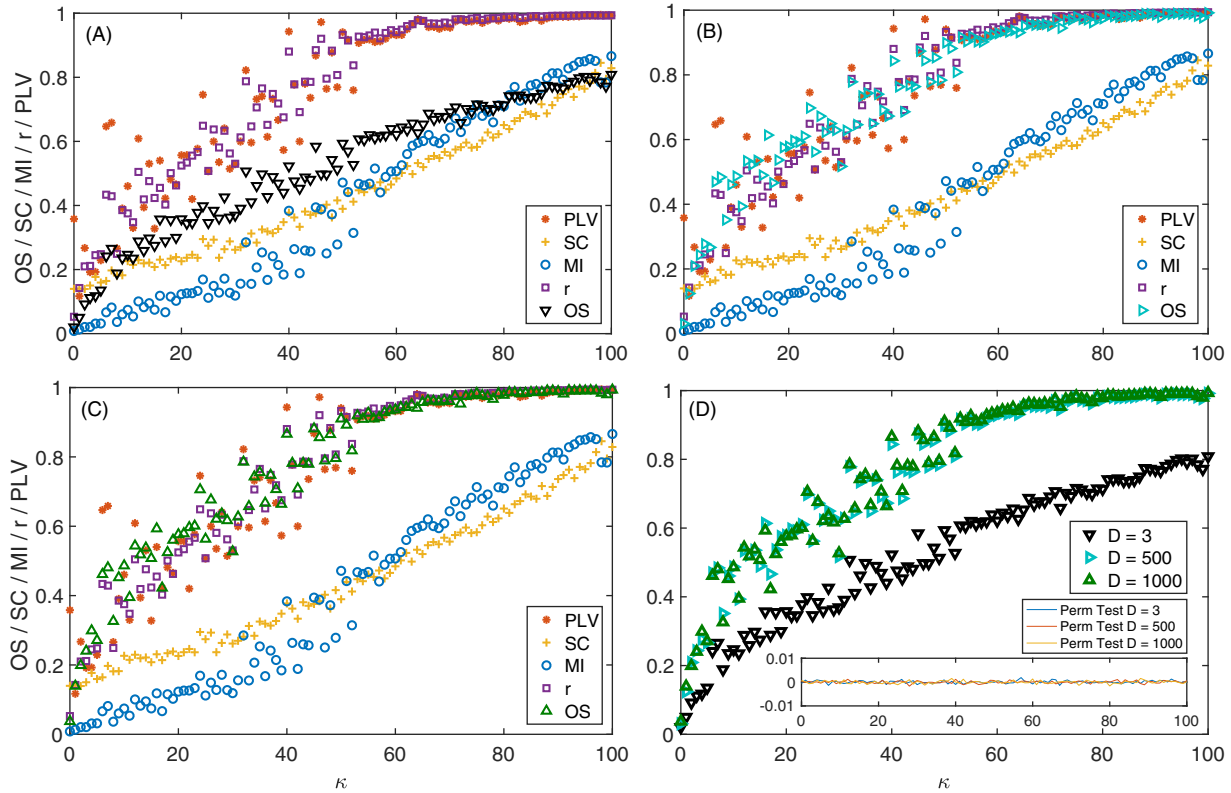 (A)
OS / SC / MI / r / PLV
1
0.8
0.6
0.4
0.2
0
0 20 40 60 80 100
κ
PLV
SC
MI
r
OS
(B)
1
0.8
0.6
0.4
0.2
0
0 20 40 60 80 100
κ
PLV
SC
MI
r
OS
(C)
OS / SC / MI / r / PLV
1
0.8
0.6
0.4
0.2
0
0 20 40 60 80 100
κ
PLV
SC
MI
r
OS
(D)
1
0.8
0.6
0.4
0.2
0
0 20 40 60 80 100
κ
D = 3
D = 500
D = 1000
Perm Test D = 3
Perm Test D = 500
Perm Test D = 1000
0.01
0
-0.01
0 20 40 60 80 100